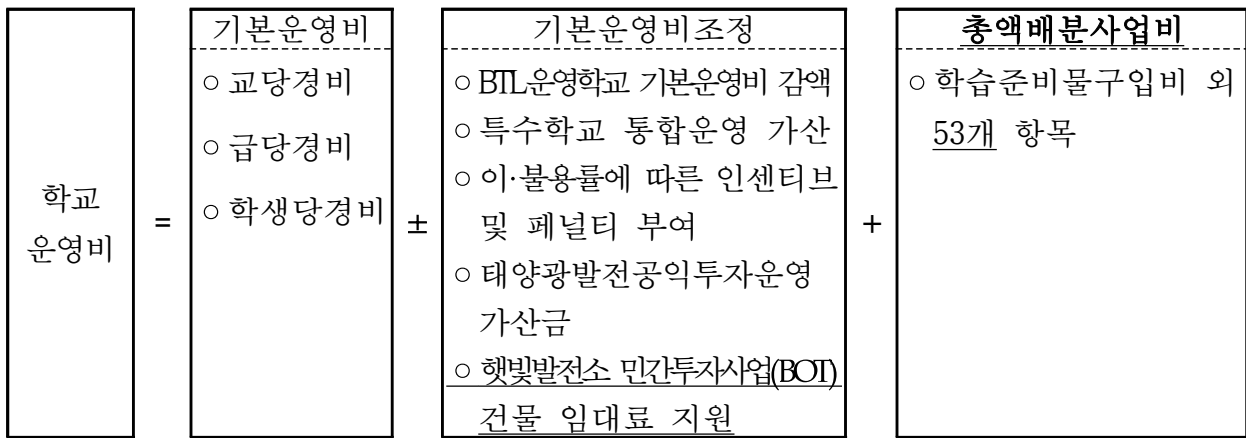 학교
운영비
=
기본운영비
○ 교당경비
○ 급당경비
○ 학생당경비
±
기본운영비조정
○ BTL운영학교 기본운영비 감액
○ 특수학교 통합운영 가산
○ 이·불용률에 따른 인센티브
및 페널티 부여
○ 태양광발전공익투자운영
가산금
○ 햇빛발전소 민간투자사업(BOT)
건물 임대료 지원
+
총액배분사업비
○ 학습준비물구입비 외
53개 항목